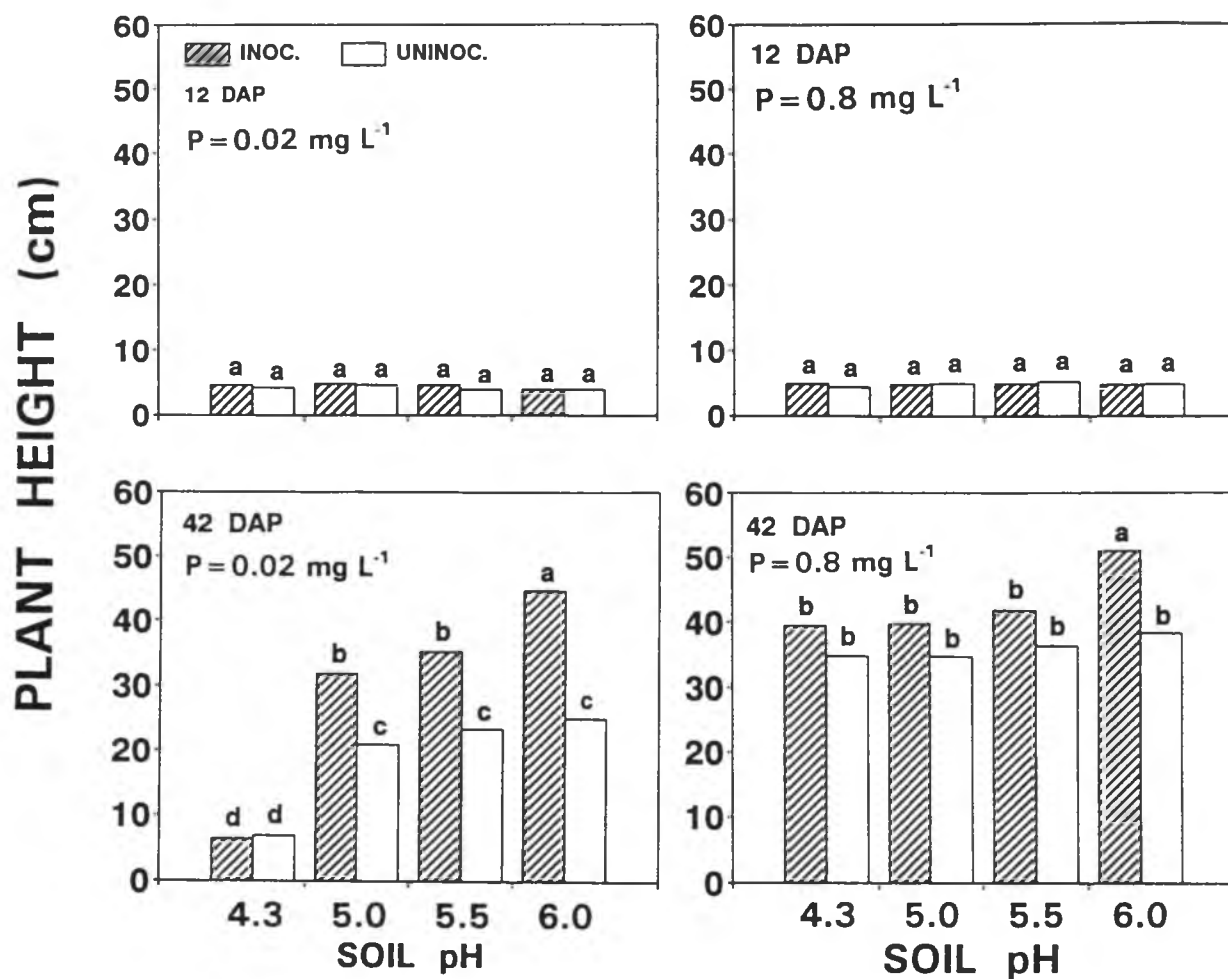 PLANT HEIGHT (cm)
60
50
40
30
20
10
0
INOC. UNINOC.
12 DAP
P = 0.02 mg L-1
a a a a a a a a
60
50
40
30
20
10
0
12 DAP
P = 0.8 mg L-1
a a a a a a a a
60
50
40
30
20
10
0
42 DAP
P = 0.02 mg L-1
d d b c b c a c
4.3 5.0 5.5 6.0
SOIL pH
60
50
40
30
20
10
0
42 DAP
P = 0.8 mg L-1
b b b b b b a b
4.3 5.0 5.5 6.0
SOIL pH